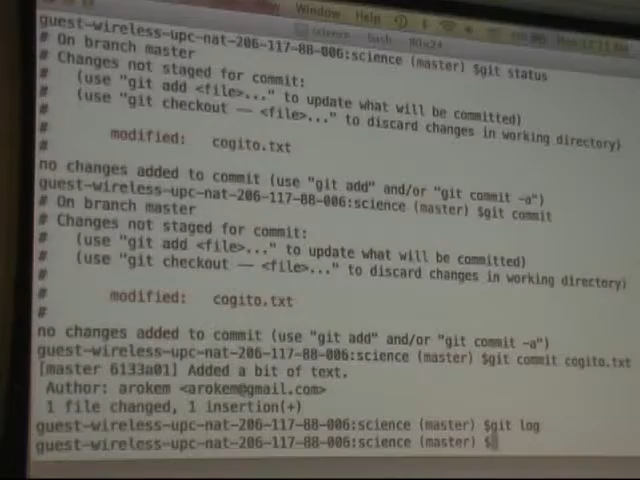 Window Help
science — bash — 80x24
guest-wireless-upc-nat-206-117-88-006:science (master) $git status
# On branch master
# Changes not staged for commit:
#   (use "git add <file>..." to update what will be committed)
#   (use "git checkout -- <file>..." to discard changes in working directory)
#
#       modified:   cogito.txt
#
no changes added to commit (use "git add" and/or "git commit -a")
guest-wireless-upc-nat-206-117-88-006:science (master) $git commit
# On branch master
# Changes not staged for commit:
#   (use "git add <file>..." to update what will be committed)
#   (use "git checkout -- <file>..." to discard changes in working directory)
#
#       modified:   cogito.txt
#
no changes added to commit (use "git add" and/or "git commit -a")
guest-wireless-upc-nat-206-117-88-006:science (master) $git commit cogito.txt
[master 6133a01] Added a bit of text.
Author: arokem <arokem@gmail.com>
1 file changed, 1 insertion(+)
guest-wireless-upc-nat-206-117-88-006:science (master) $git log
guest-wireless-upc-nat-206-117-88-006:science (master) $